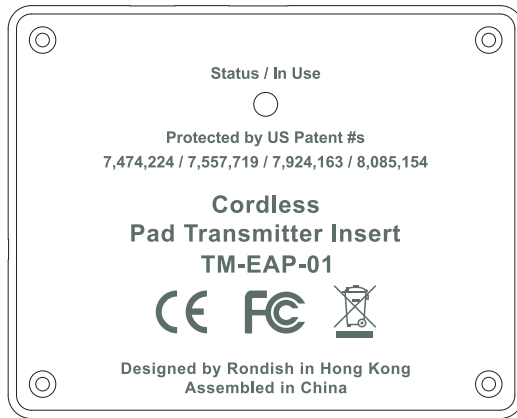 Status / In Use
Protected by US Patent #s
7,474,224 / 7,557,719 / 7,924,163 / 8,085,154
Cordless
Pad Transmitter Insert
TM-EAP-01
CE FC
Designed by Rondish in Hong Kong
Assembled in China